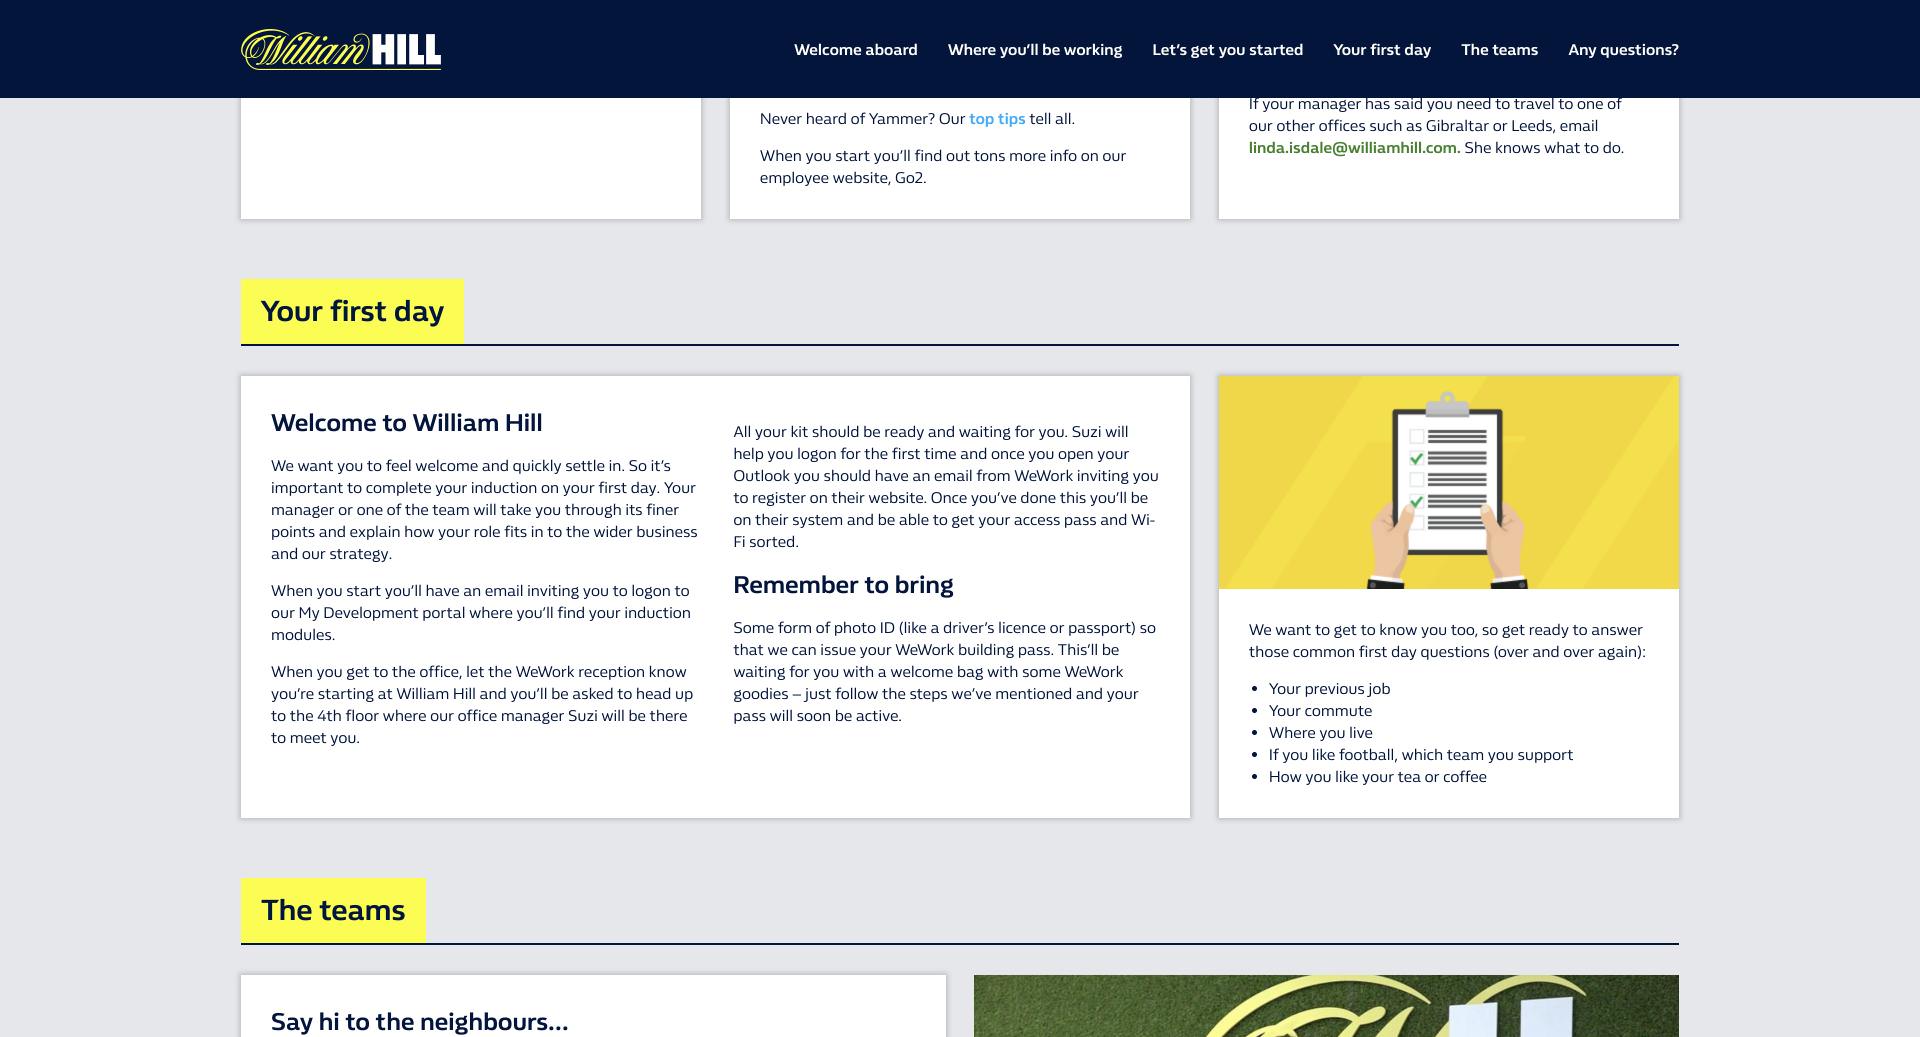 William HILL
Welcome aboard
Where you’ll be working
Let’s get you started
Your first day
The teams
Any questions?
Never heard of Yammer? Our top tips tell all.
When you start you’ll find out tons more info on our
employee website, Go2.
If your manager has said you need to travel to one of
our other offices such as Gibraltar or Leeds, email
linda.isdale@williamhill.com. She knows what to do.
Your first day
Welcome to William Hill
We want you to feel welcome and quickly settle in. So it’s
important to complete your induction on your first day. Your
manager or one of the team will take you through its finer
points and explain how your role fits in to the wider business
and our strategy.
When you start you’ll have an email inviting you to logon to
our My Development portal where you’ll find your induction
modules.
When you get to the office, let the WeWork reception know
you’re starting at William Hill and you’ll be asked to head up
to the 4th floor where our office manager Suzi will be there
to meet you.
All your kit should be ready and waiting for you. Suzi will
help you logon for the first time and once you open your
Outlook you should have an email from WeWork inviting you
to register on their website. Once you’ve done this you’ll be
on their system and be able to get your access pass and Wi-
Fi sorted.
Remember to bring
Some form of photo ID (like a driver’s licence or passport) so
that we can issue your WeWork building pass. This’ll be
waiting for you with a welcome bag with some WeWork
goodies – just follow the steps we’ve mentioned and your
pass will soon be active.
We want to get to know you too, so get ready to answer
those common first day questions (over and over again):
• Your previous job
• Your commute
• Where you live
• If you like football, which team you support
• How you like your tea or coffee
The teams
Say hi to the neighbours...